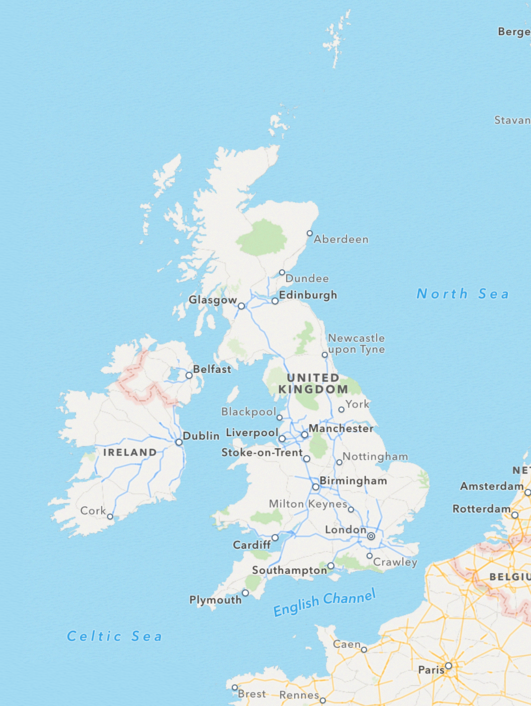 Berge
Stavan
Aberdeen
Dundee
Glasgow
Edinburgh
North Sea
Newcastle
upon Tyne
Belfast
UNITED
KINGDOM
York
Blackpool
Liverpool
Manchester
Dublin
Stoke-on-Trent
IRELAND
Nottingham
NET
Birmingham
Amsterdam
Milton Keynes
Rotterdam
Cork
London
Cardiff
Crawley
Southampton
BELGIU
Plymouth
English Channel
Celtic Sea
Caen
Paris
Brest
Rennes